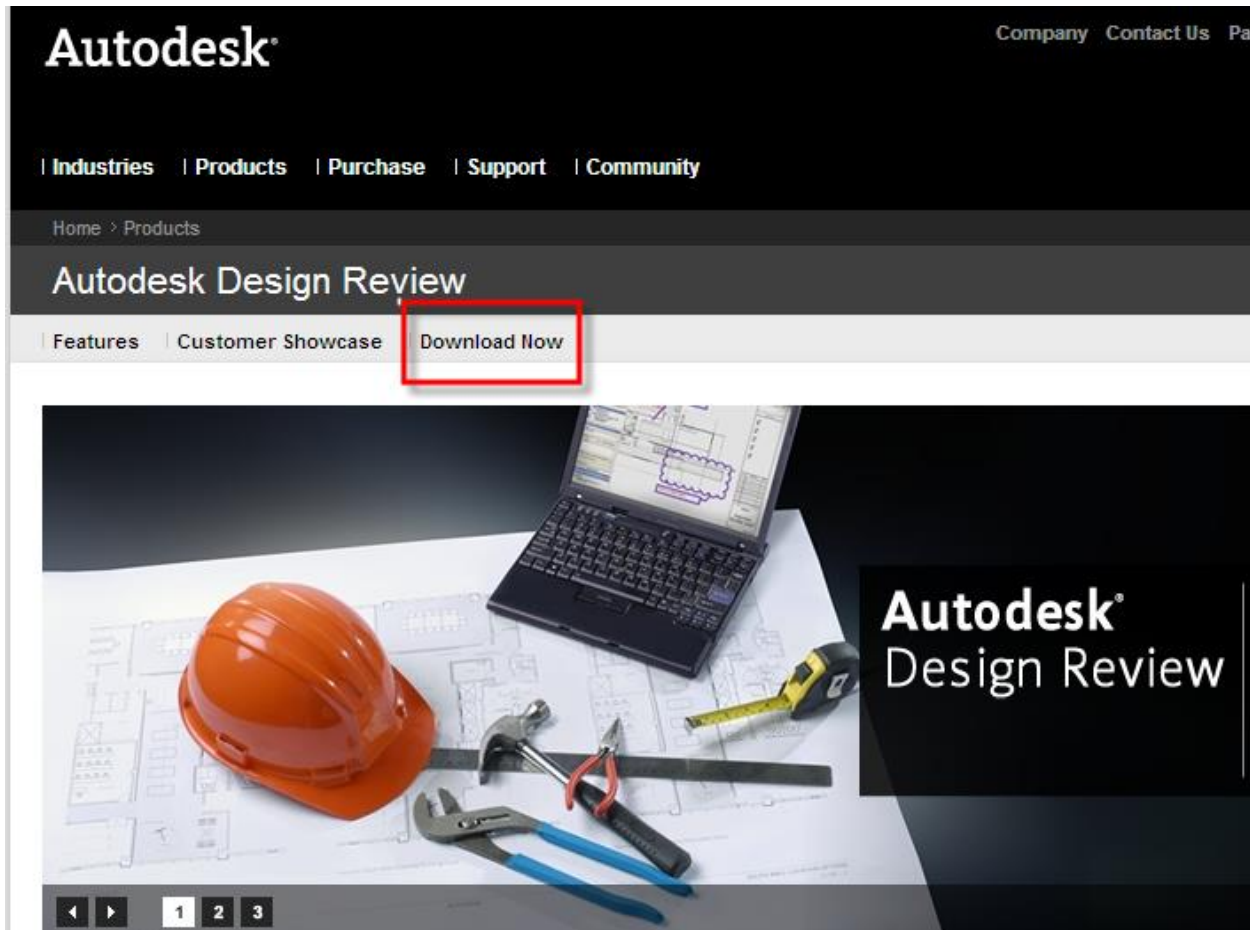 Autodesk®
Company Contact Us Pa
Industries | Products | Purchase | Support | Community
Home > Products
Autodesk Design Review
Features | Customer Showcase | Download Now
Autodesk®
Design Review
1 2 3